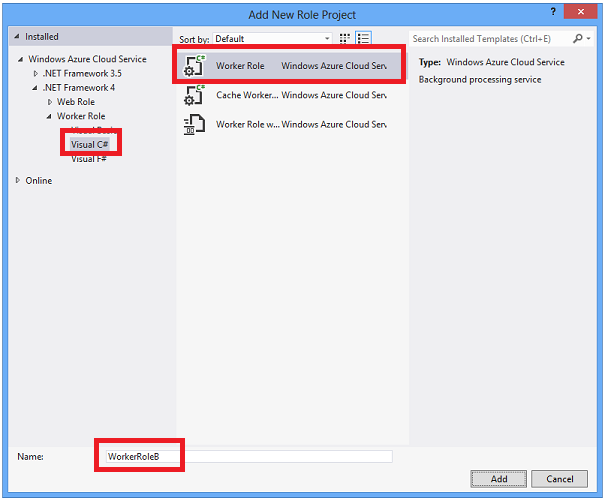 Add New Role Project
?
Installed
Sort by: Default
Search Installed Templates (Ctrl+E)
Windows Azure Cloud Service
.NET Framework 3.5
.NET Framework 4
Web Role
Worker Role
Visual C#
Visual F#
Online
C#
Worker Role Windows Azure Cloud Serv
C#
Cache Worker... Windows Azure Cloud Serv
Worker Role w... Windows Azure Cloud Serv
Type: Windows Azure Cloud Service
Background processing service
Name: WorkerRoleB
Add
Cancel